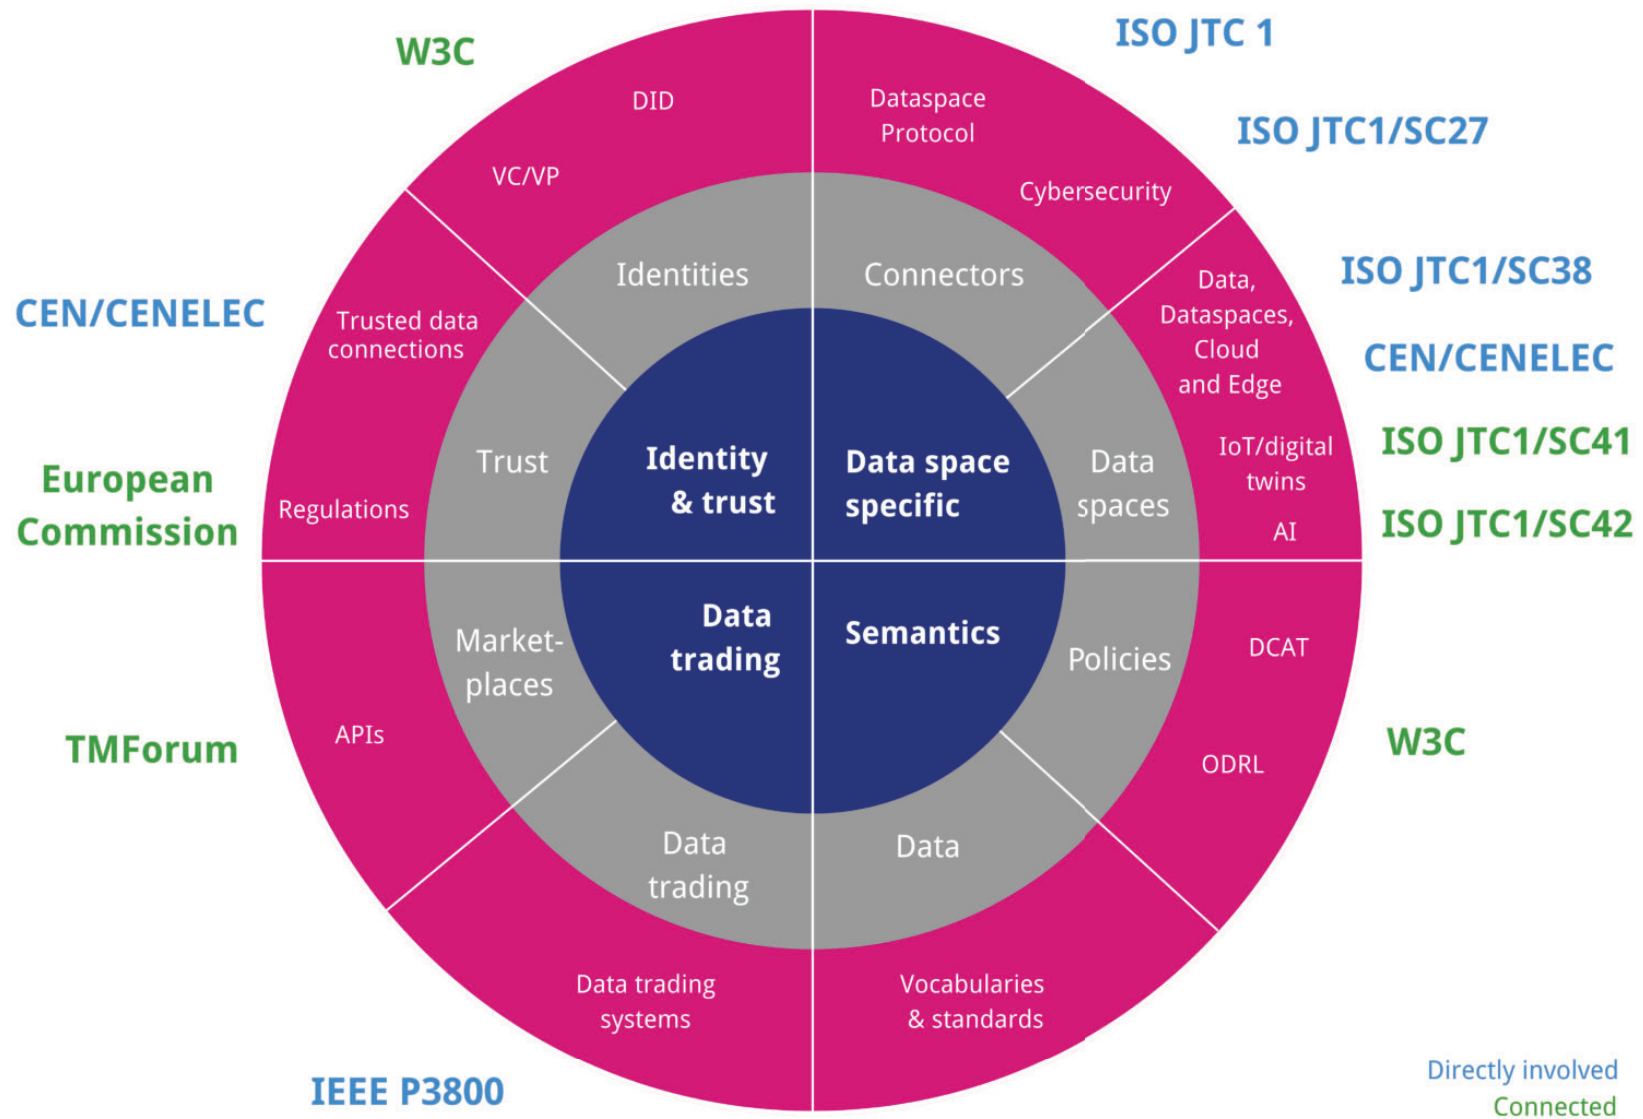 W3C
ISO JTC 1
DID
Dataspace
Protocol
ISO JTC1/SC27
VC/VP
Cybersecurity
Identities
Connectors
ISO JTC1/SC38
Data,
Dataspaces,
Cloud
and Edge
CEN/CENELEC
Trusted data
connections
CEN/CENELEC
Trust
Identity
& trust
Data space
specific
Data
spaces
IoT/digital
twins
AI
ISO JTC1/SC41
ISO JTC1/SC42
European
Commission
Regulations
Market-
places
Data
trading
Semantics
Policies
DCAT
ODRL
W3C
TMForum
APIs
Data
trading
Data
Data trading
systems
Vocabularies
& standards
IEEE P3800
Directly involved
Connected